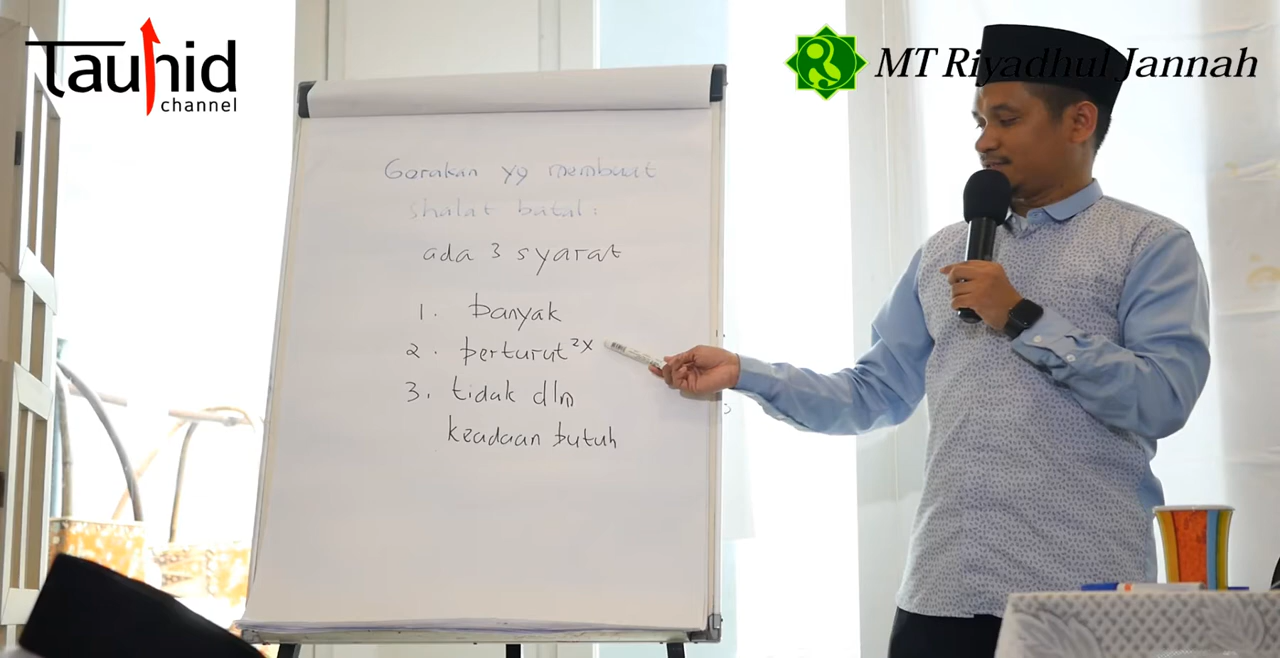 Tauhid
channel
MT Riyadhul Jannah
Gerakan yg membuat
shalat batal:
ada 3 syarat
1. banyak
2. berturut2x
3. tidak dlm
keadaan butuh